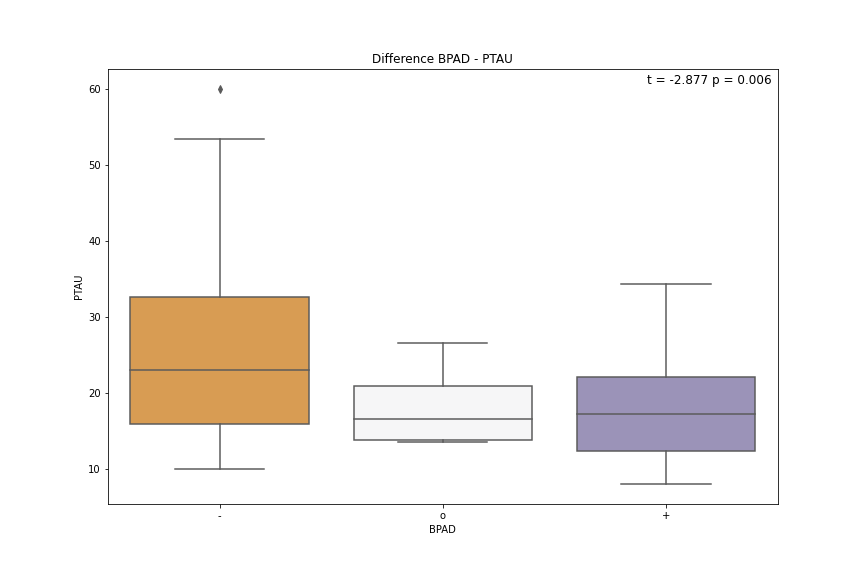 Difference BPAD - PTAU
t = -2.877 p = 0.006
60
50
40
30
20
10
PTAU
- o +
BPAD